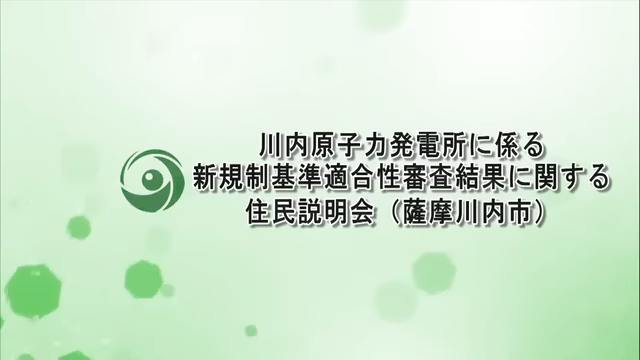 川内原子力発電所に係る
新規制基準適合性審査結果に関する
住民説明会（薩摩川内市）